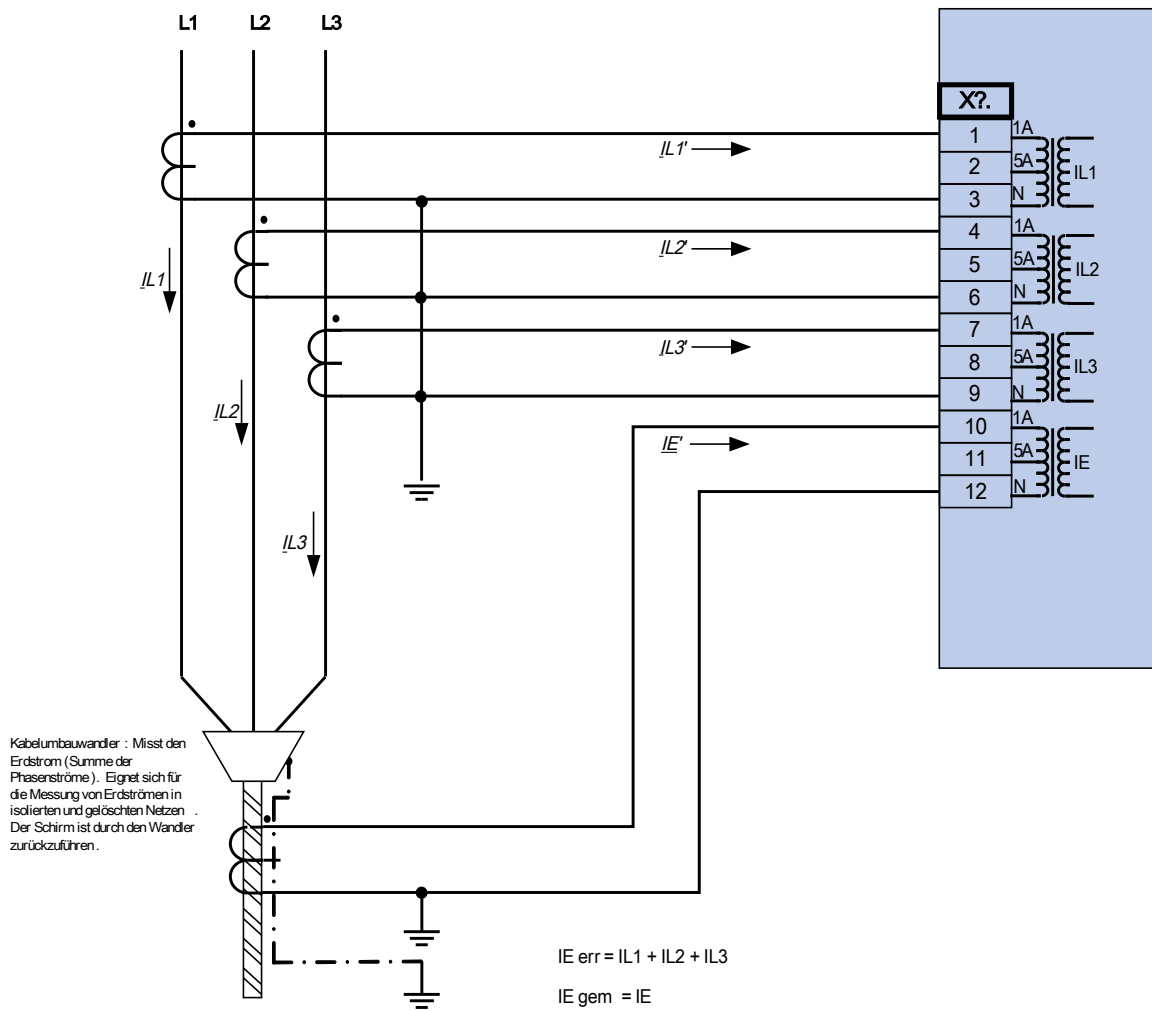 L1 L2 L3
X?.
1 1A
2 5A IL1
3 N
4 1A
5 5A IL2
6 N
7 1A
8 5A IL3
9 N
10 1A
11 5A IE
12 N
IL1'
IL2'
IL3'
IE'
IL1
IL2
IL3
Kabelumbauwandler : Misst den
Erdstrom (Summe der
Phasenströme ). Eignet sich für
die Messung von Erdströmen in
isolierten und gelöschten Netzen .
Der Schirm ist durch den Wandler
zurückzuführen .
IE err = IL1 + IL2 + IL3
IE gem = IE